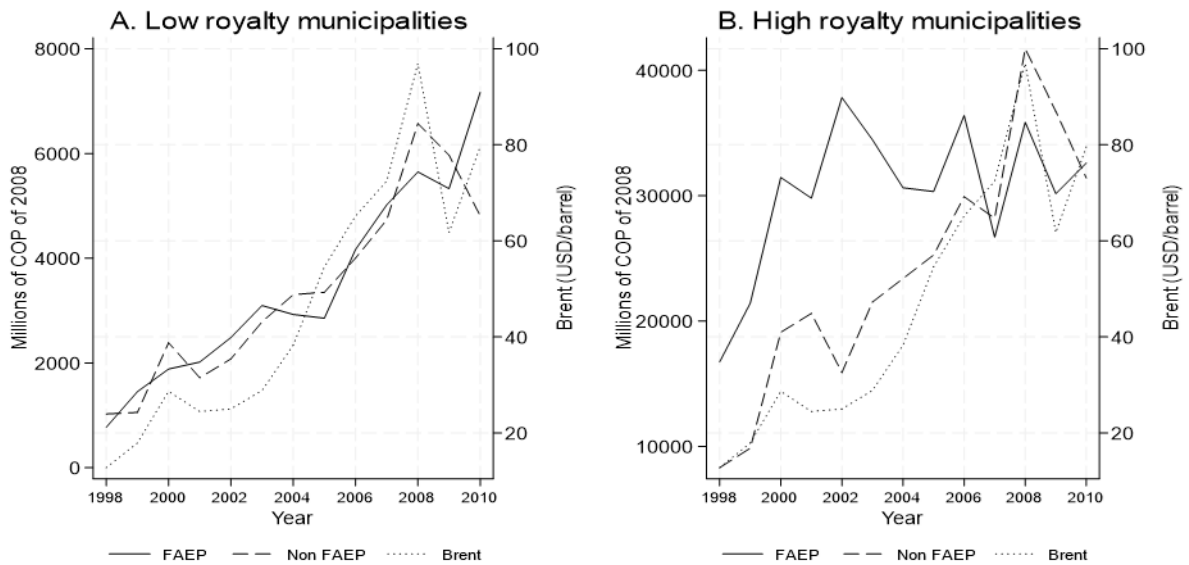 A. Low royalty municipalities
8000
6000
4000
2000
0
Millions of COP of 2008
100
80
60
40
20
Brent (USD/barrel)
1998 2000 2002 2004 2006 2008 2010
Year
FAEP Non FAEP Brent
B. High royalty municipalities
40000
30000
20000
10000
Millions of COP of 2008
100
80
60
40
20
Brent (USD/barrel)
1998 2000 2002 2004 2006 2008 2010
Year
FAEP Non FAEP Brent